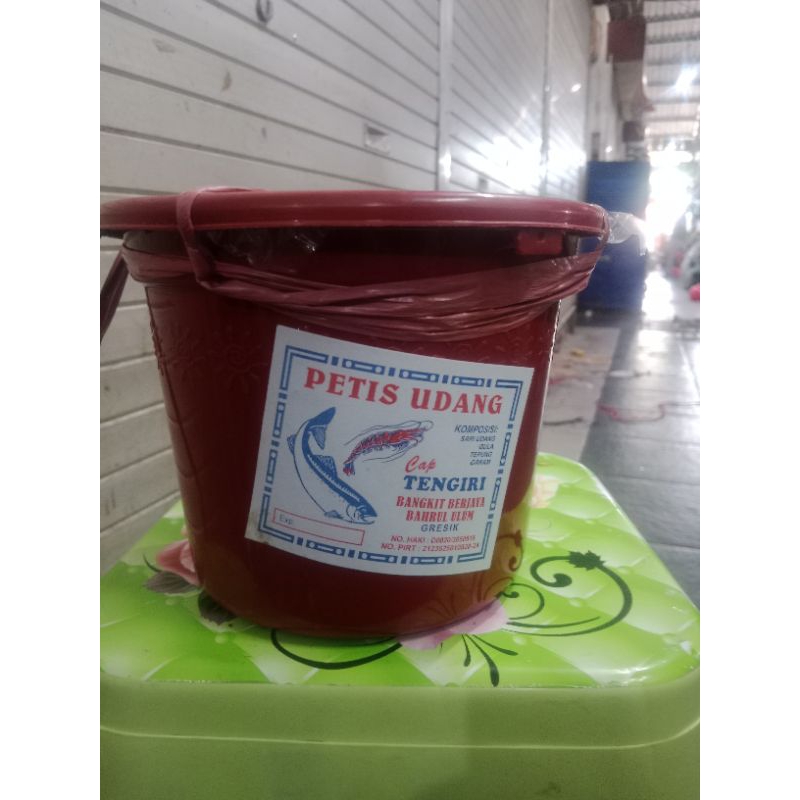 PETIS UDANG
KOMPOSISI:
SARI UDANG
GULA
TEPUNG
GARAM
Cap
TENGIRI
BANGKIT BERJAYA
BAHRUL ULUM
GRESIK
Exp.
NO. HAKI :
NO. PIRT :